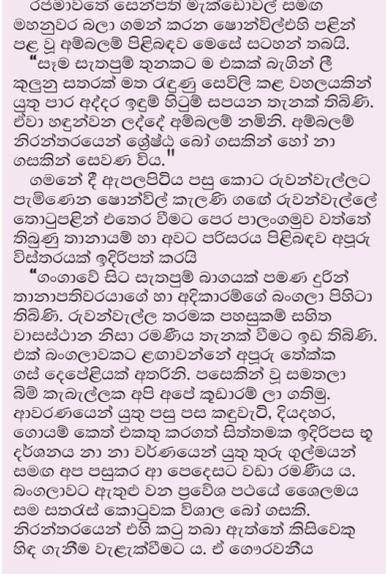 රජමාවතේ සෙන්පති මැක්ඩොවල් සමඟ
මහනුවර බලා ගමන් කරන ෂොන්විල්එහි පළින්
පළ වූ අම්බලම් පිළිබඳව මෙසේ සටහන් තබයි.
"සෑම සැතපුම් තුනකට ම එකක් බැගින් ලී
කුලුනු සතරක් මත රැඳුණු සෙවිලි කළ වහලයකින්
යුතු පාර අද්දර ඉඳුම් හිටුම් සපයන තැනක් තිබිණි.
ඒවා හඳුන්වන ලද්දේ අම්බලම් නමිනි. අම්බලම්
නිරන්තරයෙන් ශ්‍රේෂ්ඨ බෝ ගසකින් හෝ නා
ගසකින් සෙවණ විය."
ගමනේ දී ඇපලපිටිය පසු කොට රුවන්වැල්ලට
පැමිණෙන ෂොන්විල් කැලණි ගඟේ රුවන්වැල්ලේ
තොටුපළින් එතෙර වීමට පෙර පාලංගමුව වත්තේ
තිබුණු තානායම් හා අවට පරිසරය පිළිබඳව අපූරු
විස්තරයක් ඉදිරිපත් කරයි
"ගංගාවේ සිට සැතපුම් බාගයක් පමණ දුරින්
තානාපතිවරයාගේ හා අදිකාරම්ගේ බංගලා පිහිටා
තිබිණි. රුවන්වැල්ල තරමක පහසුකම් සහිත
වාසස්ථාන නිසා රමණීය තැනක් වීමට ඉඩ තිබිණි.
එක් බංගලාවකට ළඟාවන්නේ අපූරු තේක්ක
ගස් දෙපේළියක් අතරිනි. පසෙකින් වූ සමතලා
බිම් කැබැල්ලක අපි අපේ කූඩාරම් ලා ගතිමු.
ආවරණයෙන් යුතු පසු පස කඳුවැටි, දියදහර,
ගොයම් කෙත් එකතු කරගත් සිත්තමක ඉදිරිපස භූ
දර්ශනය නා නා වර්ණයෙන් යුතු තුරු ගුල්මයන්
සමඟ අප පසුකර ආ පෙදෙසට වඩා රමණීය ය.
බංගලාවට ඇතුළු වන ප්‍රවේශ පථයේ ශෛලමය
සම සතරැස් කොටුවක විශාල බෝ ගසකි.
නිරන්තරයෙන් එහි කටු තබා ඇත්තේ කිසිවෙකු
හිඳ ගැනීම වැළැක්වීමට ය. ඒ ගෞරවනීය